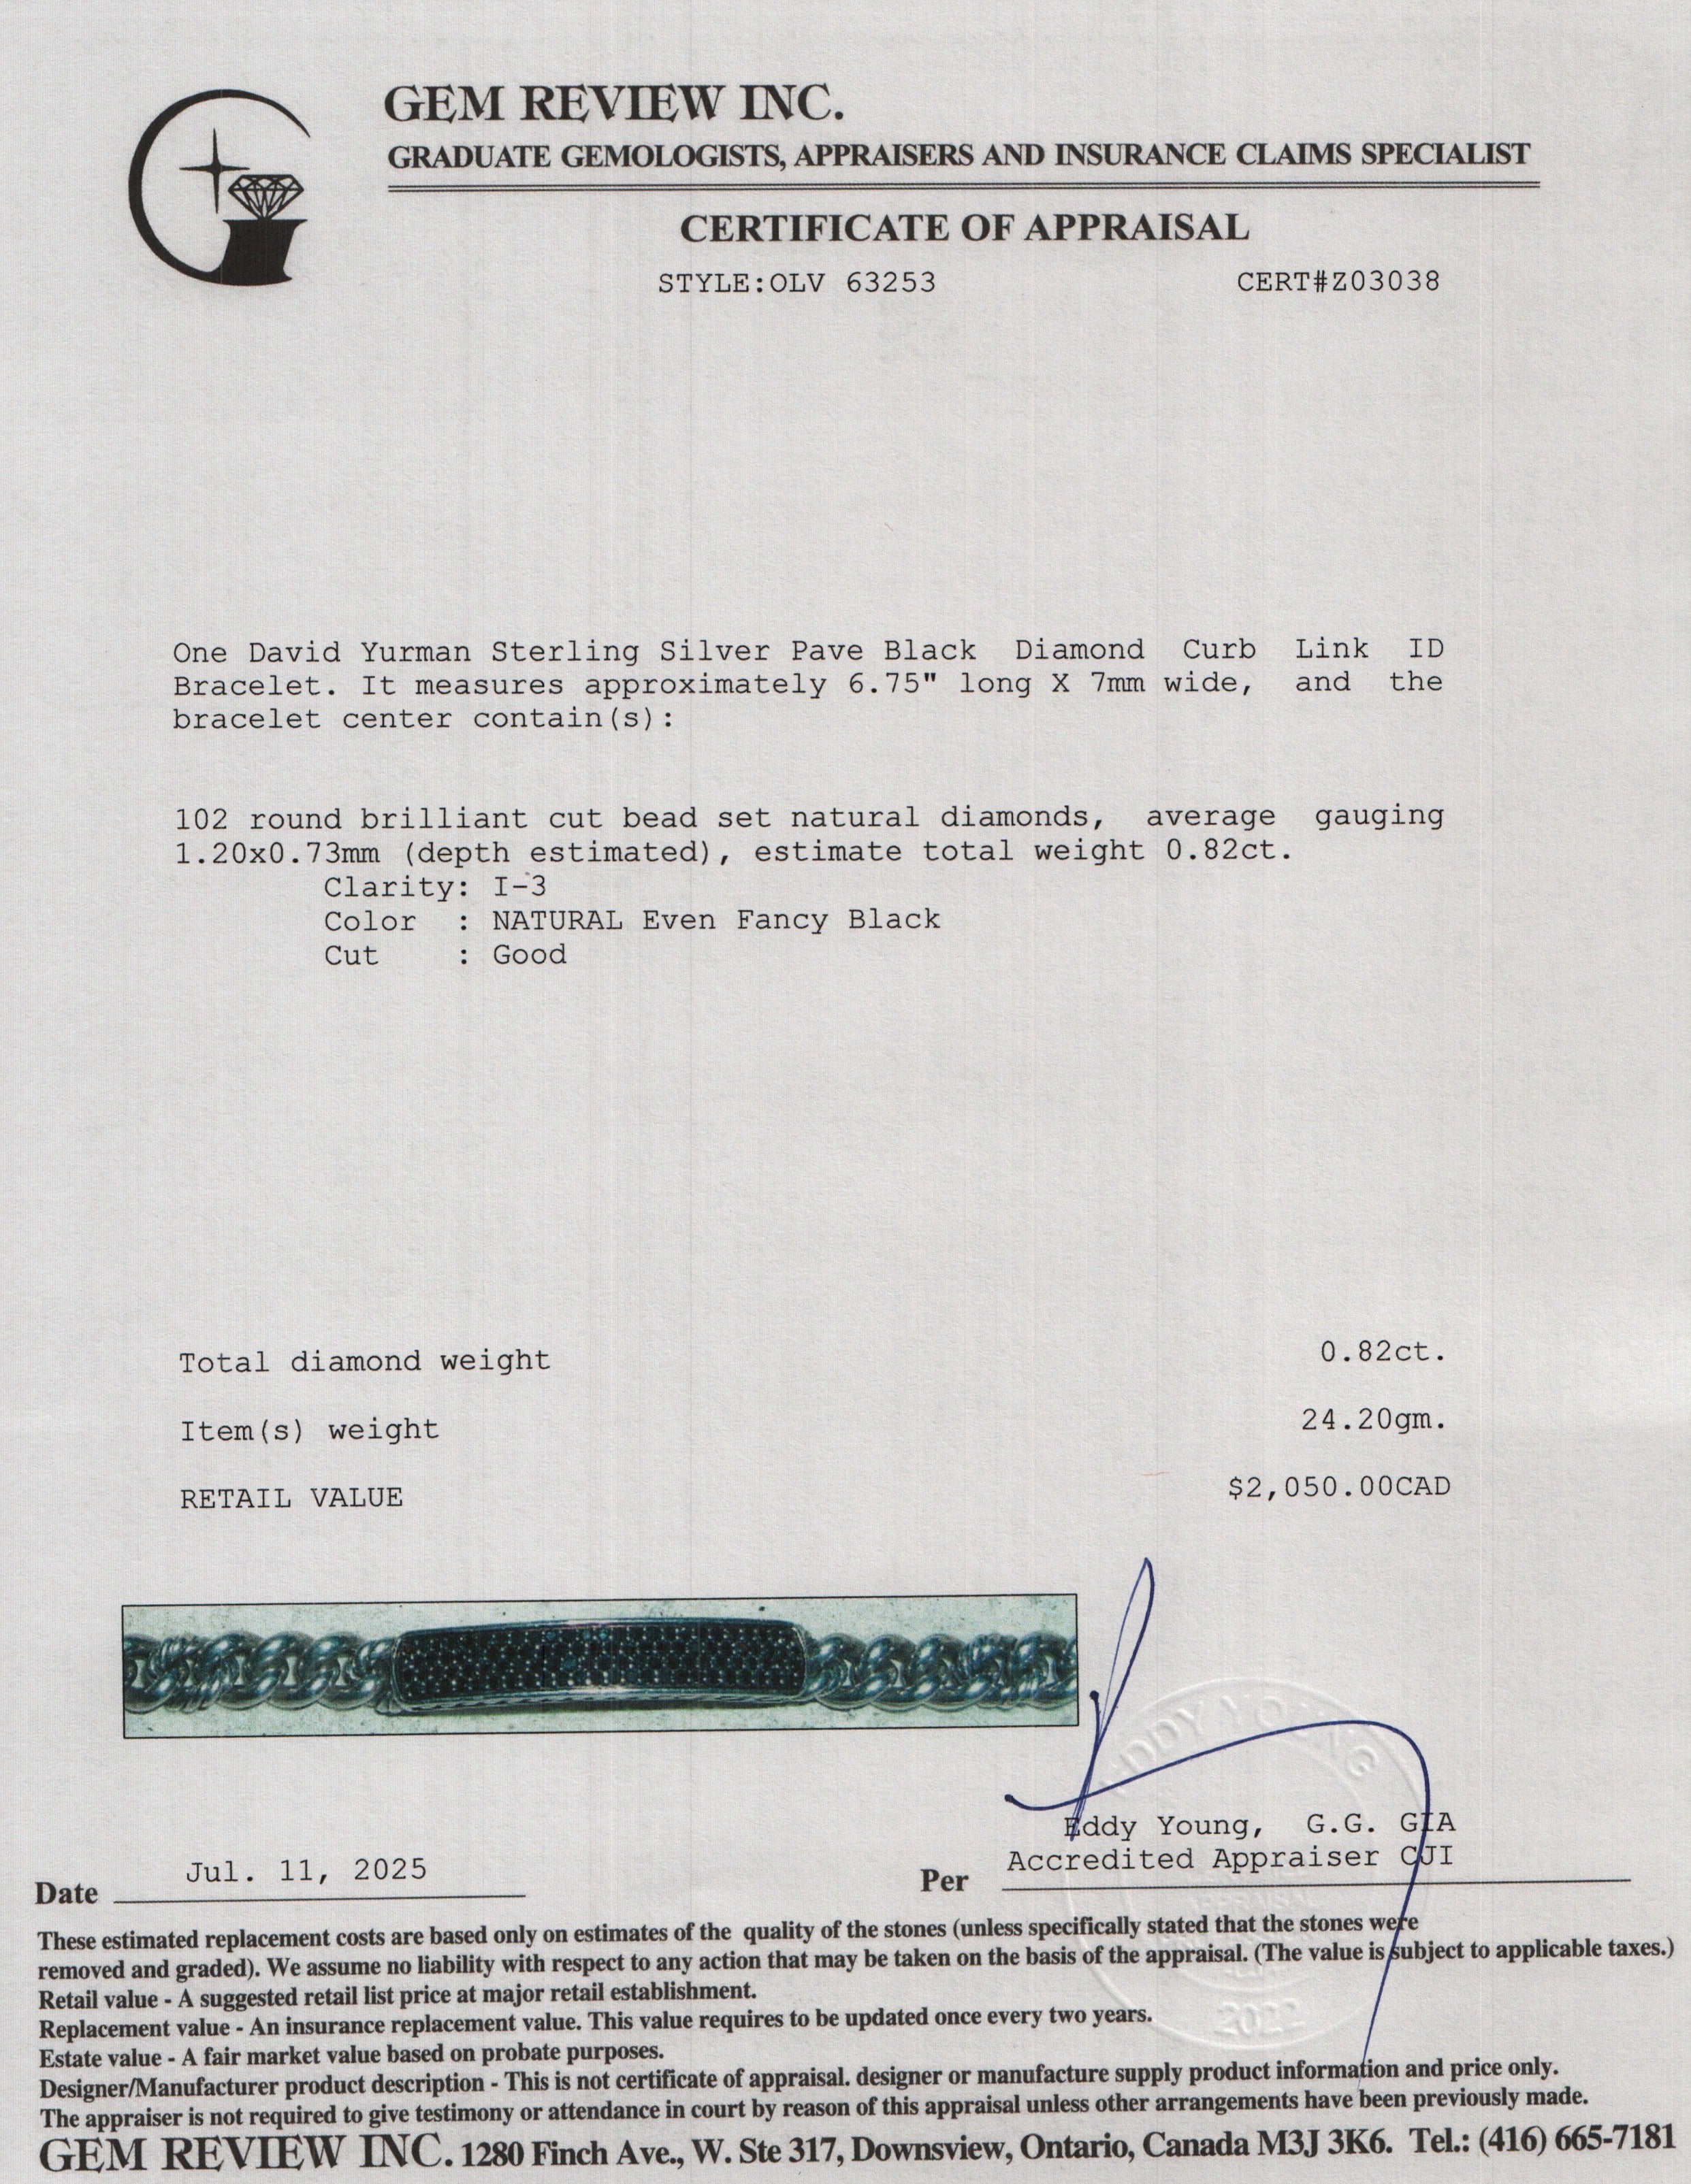 GEM REVIEW INC.
GRADUATE GEMOLOGISTS, APPRAISERS AND INSURANCE CLAIMS SPECIALIST
CERTIFICATE OF APPRAISAL
STYLE:OLV 63253 CERT#Z03038
One David Yurman Sterling Silver Pave Black Diamond Curb Link ID
Bracelet. It measures approximately 6.75" long X 7mm wide, and the
bracelet center contain(s):
102 round brilliant cut bead set natural diamonds, average gauging
1.20x0.73mm (depth estimated), estimate total weight 0.82ct.
Clarity: I-3
Color : NATURAL Even Fancy Black
Cut : Good
Total diamond weight 0.82ct.
Item(s) weight 24.20gm.
RETAIL VALUE $2,050.00CAD
EDDY YOUNG
Eddy Young, G.G. GIA
Accredited Appraiser CJI
Date Jul. 11, 2025 Per
These estimated replacement costs are based only on estimates of the quality of the stones (unless specifically stated that the stones were
removed and graded). We assume no liability with respect to any action that may be taken on the basis of the appraisal. (The value is subject to applicable taxes.)
Retail value - A suggested retail list price at major retail establishment.
Replacement value - An insurance replacement value. This value requires to be updated once every two years.
2022
Estate value - A fair market value based on probate purposes.
Designer/Manufacturer product description - This is not certificate of appraisal. designer or manufacture supply product information and price only.
The appraiser is not required to give testimony or attendance in court by reason of this appraisal unless other arrangements have been previously made.
GEM REVIEW INC. 1280 Finch Ave., W. Ste 317, Downsview, Ontario, Canada M3J 3K6. Tel.: (416) 665-7181